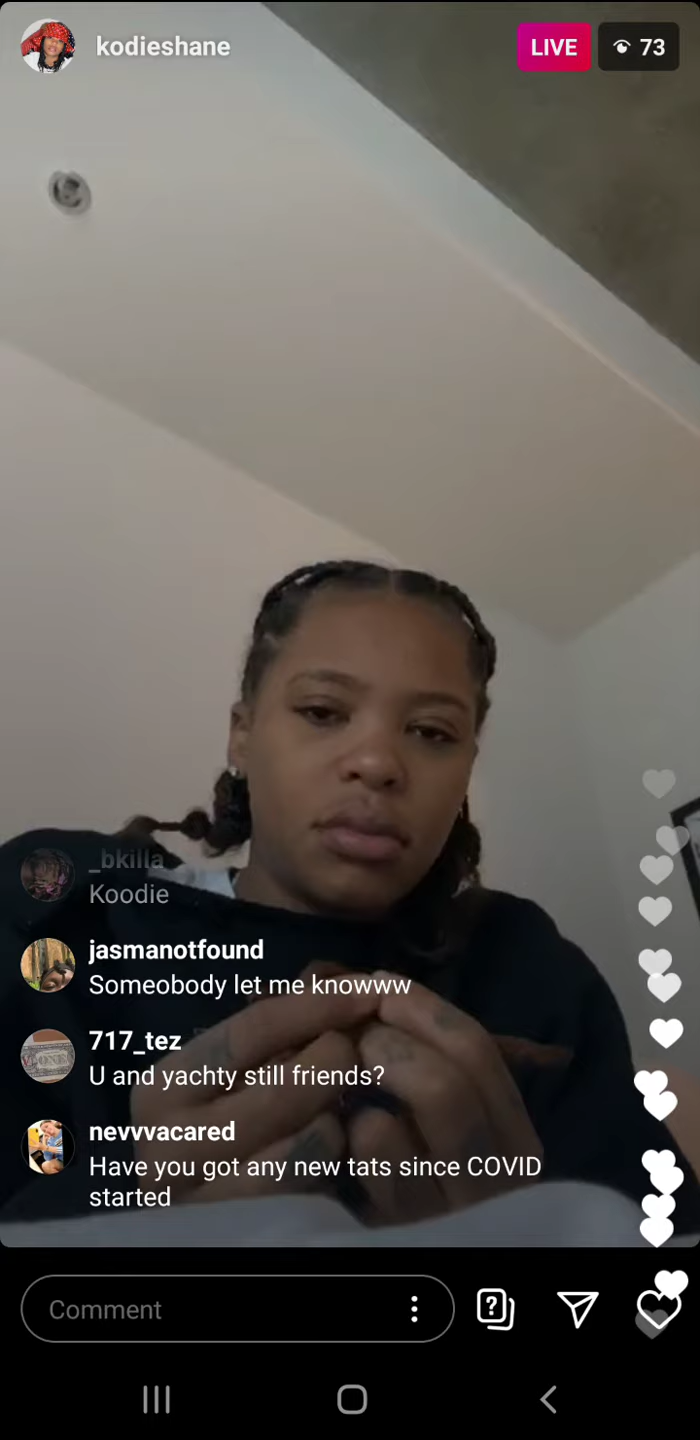 kodieshane
LIVE
73
_bkilla
Koodie
jasmanotfound
Someobody let me knowww
717_tez
U and yachty still friends?
nevvvacared
Have you got any new tats since COVID
started
Comment